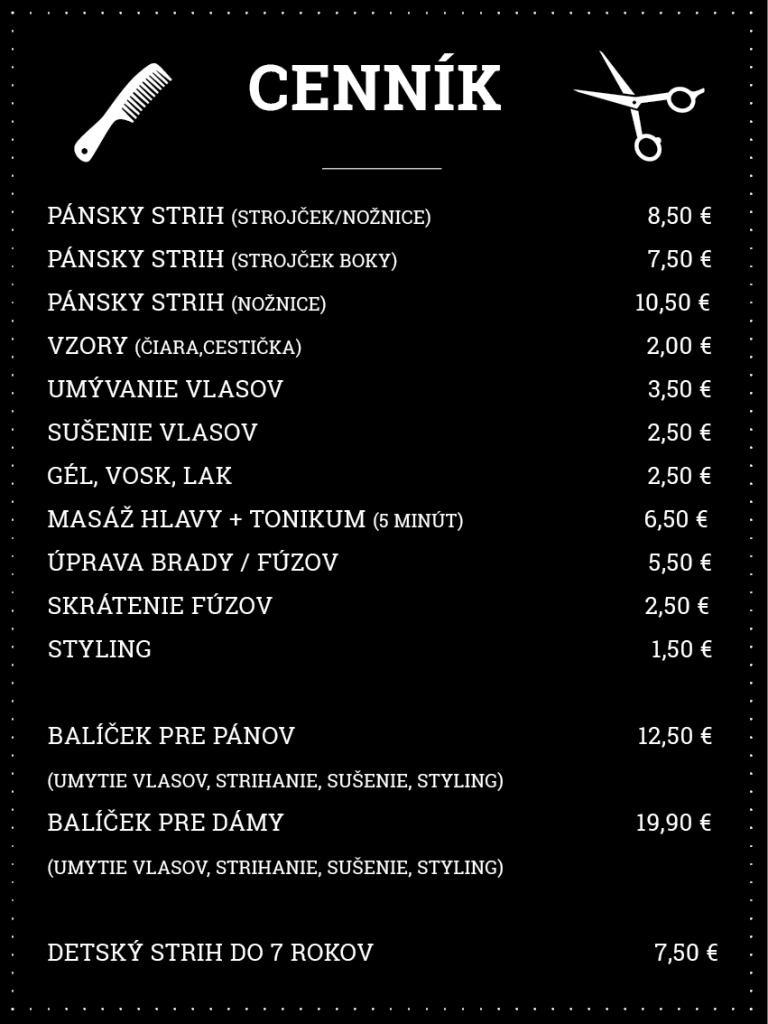 CENNÍK
PÁNSKY STRIH (STROJČEK/NOŽNICE) 8,50 €
PÁNSKY STRIH (STROJČEK BOKY) 7,50 €
PÁNSKY STRIH (NOŽNICE) 10,50 €
VZORY (ČIARA,CESTIČKA) 2,00 €
UMÝVANIE VLASOV 3,50 €
SUŠENIE VLASOV 2,50 €
GÉL, VOSK, LAK 2,50 €
MASÁŽ HLAVY + TONIKUM (5 MINÚT) 6,50 €
ÚPRAVA BRADY / FÚZOV 5,50 €
SKRÁTENIE FÚZOV 2,50 €
STYLING 1,50 €
BALÍČEK PRE PÁNOV 12,50 €
(UMYTIE VLASOV, STRIHANIE, SUŠENIE, STYLING)
BALÍČEK PRE DÁMY 19,90 €
(UMYTIE VLASOV, STRIHANIE, SUŠENIE, STYLING)
DETSKÝ STRIH DO 7 ROKOV 7,50 €